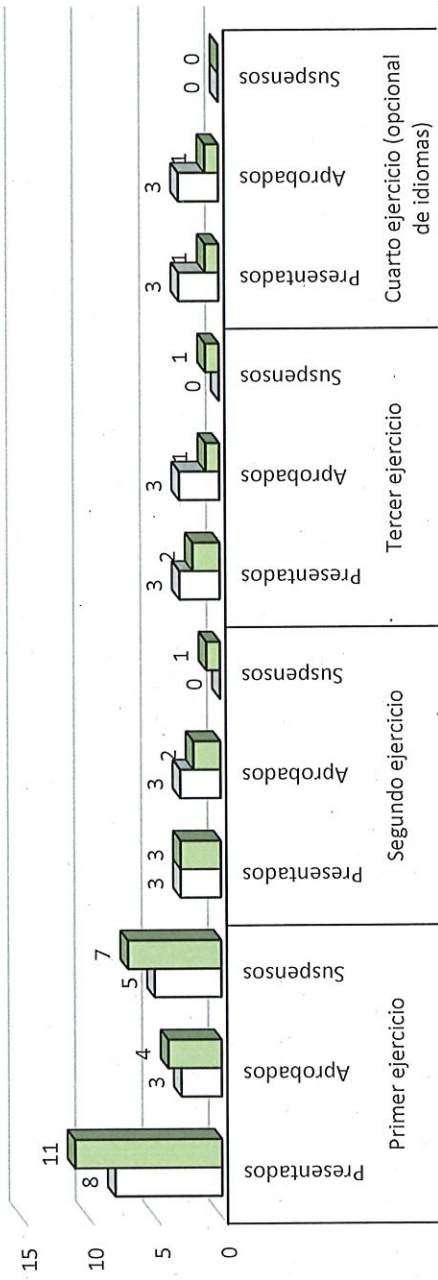 15
10
5
0
8
11
3
4
5
7
3
3
3
2
0
1
3
2
3
1
0
1
3
1
3
1
0
0
Presentados
Aprobados
Suspensos
Presentados
Aprobados
Suspensos
Presentados
Aprobados
Suspensos
Presentados
Aprobados
Suspensos
Primer ejercicio
Segundo ejercicio
Tercer ejercicio
Cuarto ejercicio (opcional
de idiomas)